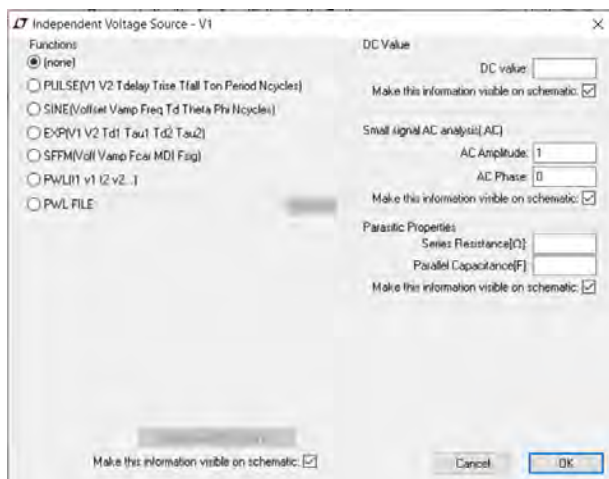 Independent Voltage Source - V1
Functions
(none)
PULSE(V1 V2 Tdelay Trise Tfall Ton Period Ncycles)
SINE(Voffset Vamp Freq Td Theta Phi Ncycles)
EXP(V1 V2 Td1 Tau1 Td2 Tau2)
SFFM(Voff Vamp Fcar MDI Fsig)
PWL(t1 v1 t2 v2...)
PWL FILE:
Make this information visible on schematic:
DC Value
DC value:
Make this information visible on schematic:
Small signal AC analysis(.AC)
AC Amplitude: 1
AC Phase: 0
Make this information visible on schematic:
Parasitic Properties
Series Resistance[Ω]:
Parallel Capacitance[F]:
Make this information visible on schematic:
Cancel
OK